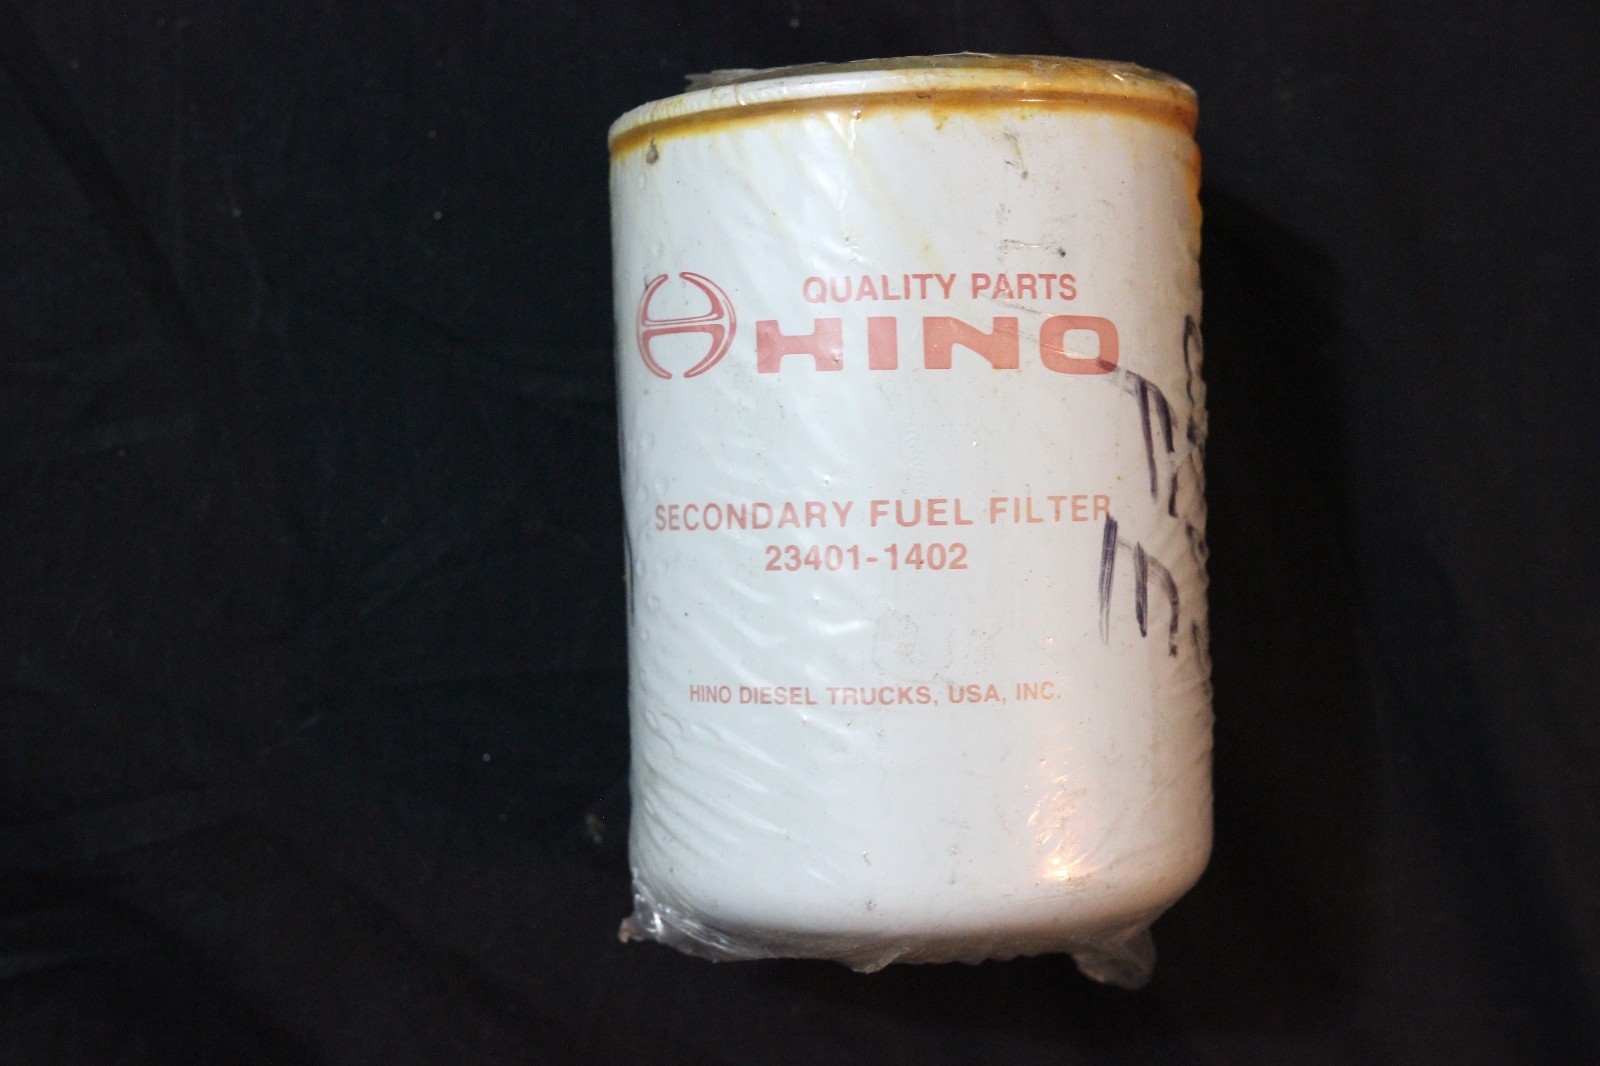 QUALITY PARTS
HINO
SECONDARY FUEL FILTER
23401-1402
HINO DIESEL TRUCKS, USA, INC.